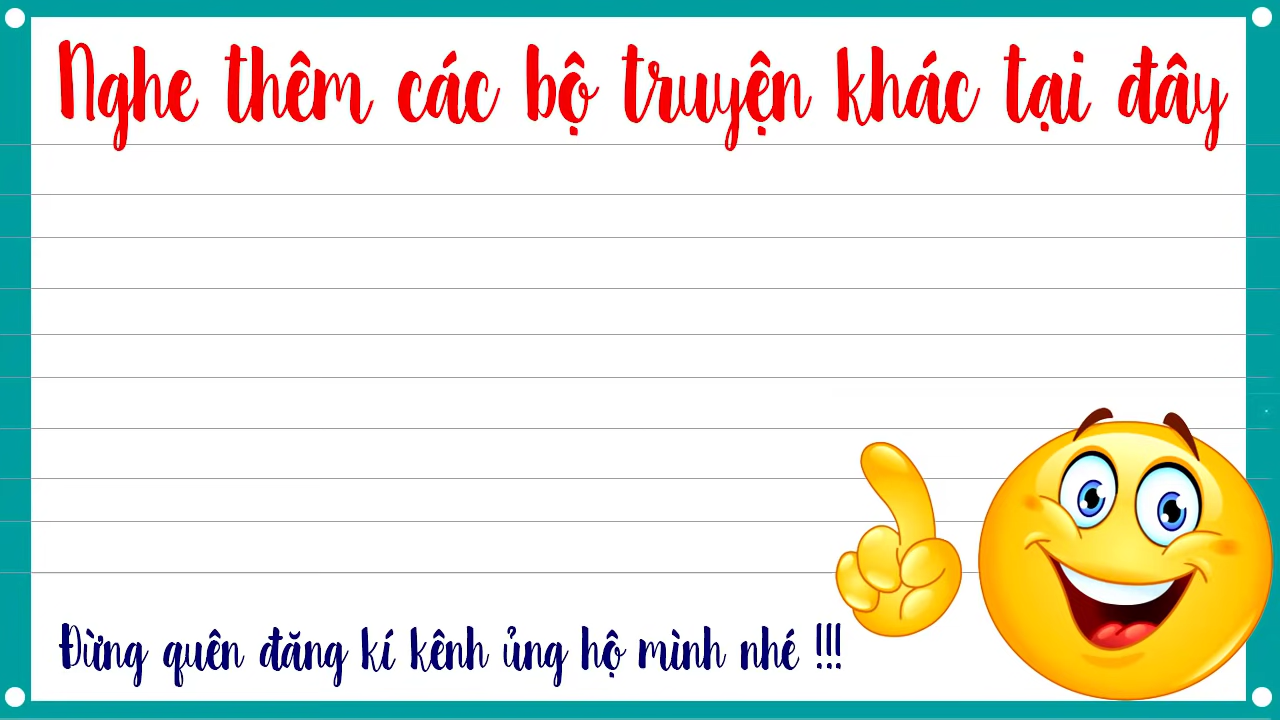 Nghe thêm các bộ truyện khác tại đây
Đừng quên đăng kí kênh ủng hộ mình nhé !!!